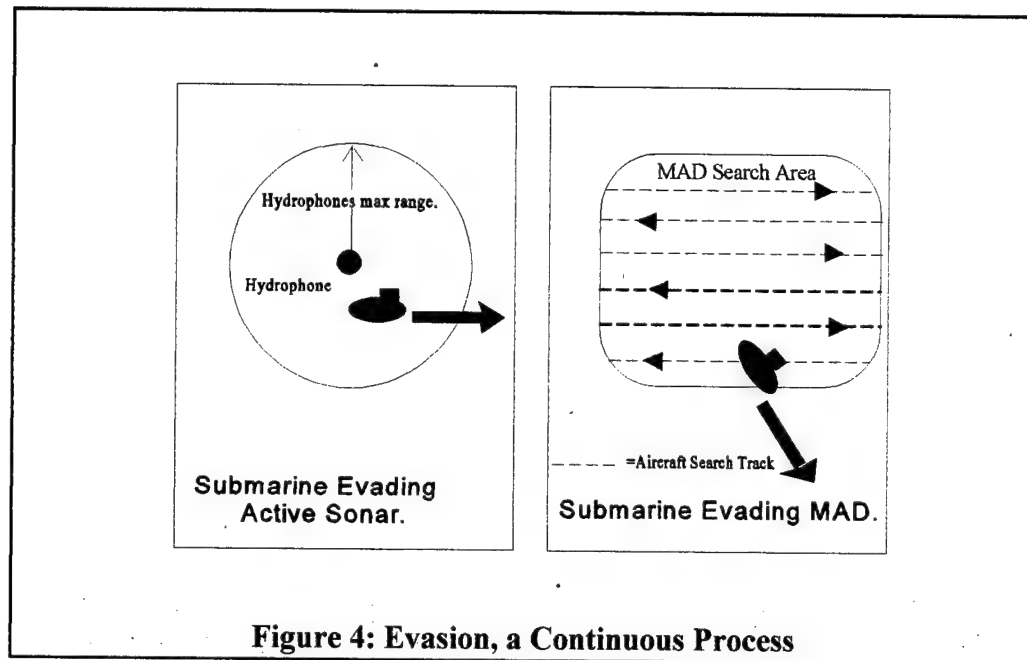 Hydrophones max range.
Hydrophone
Submarine Evading
Active Sonar.
MAD Search Area
=Aircraft Search Track
Submarine Evading MAD.
Figure 4: Evasion, a Continuous Process